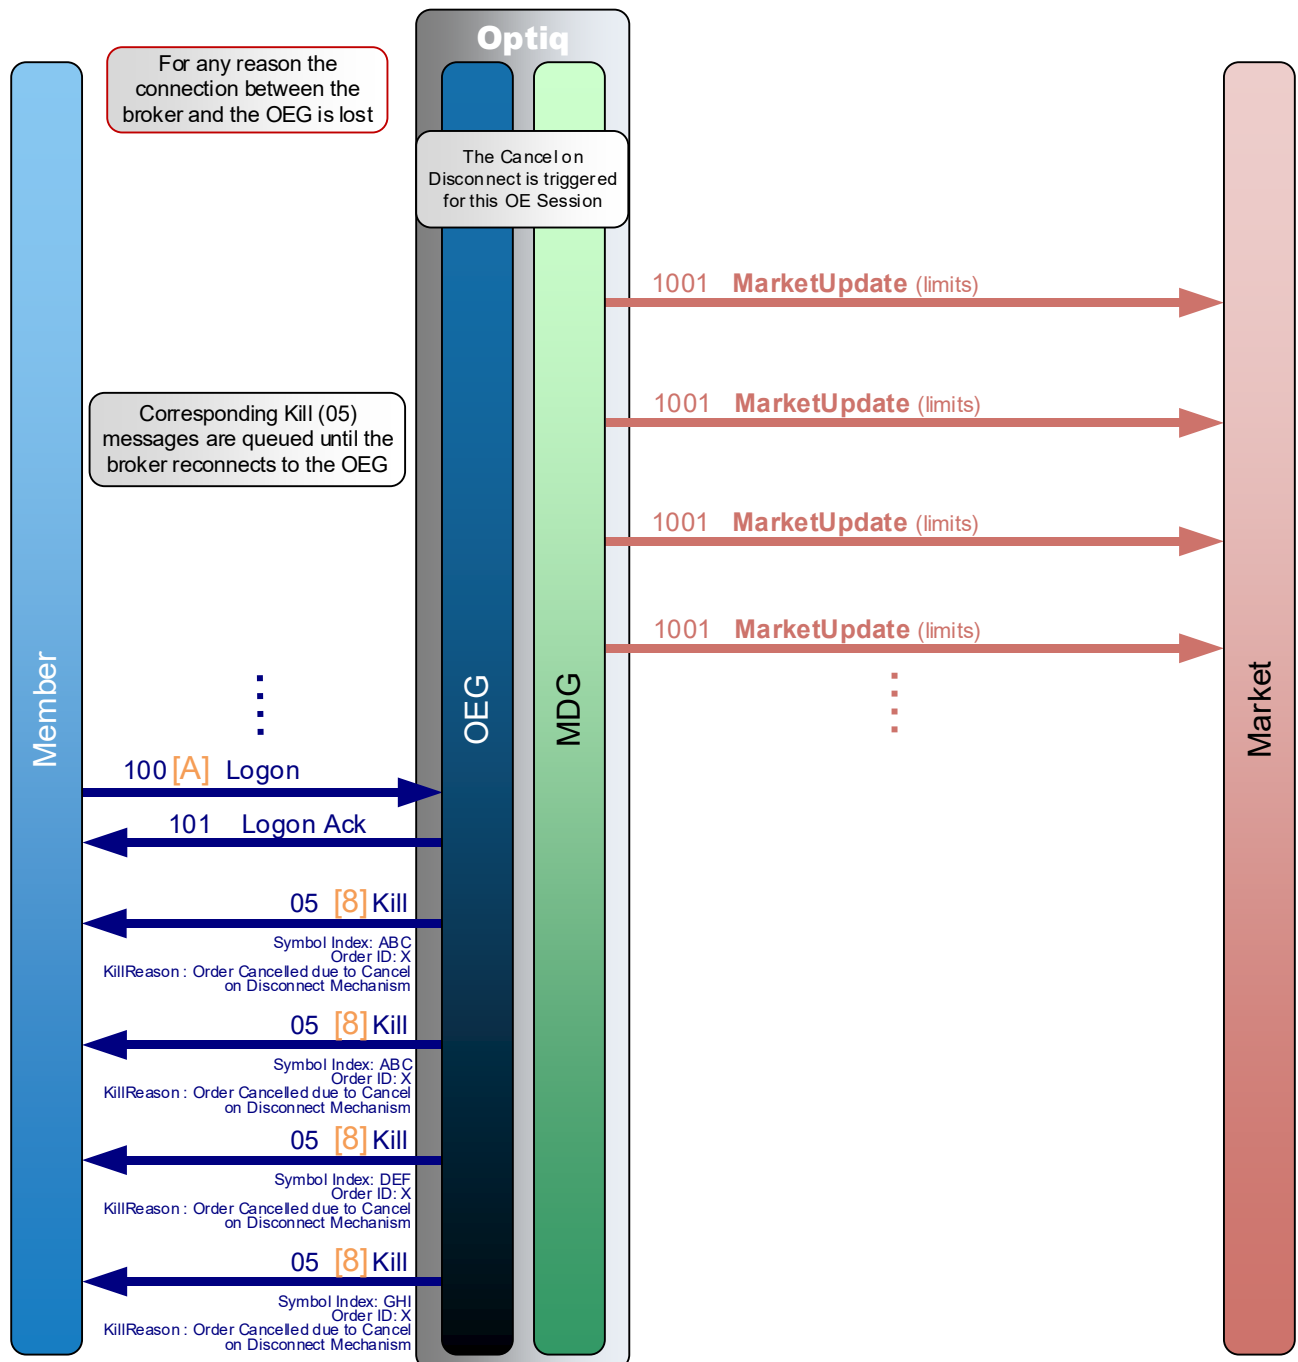 Optiq
For any reason the
connection between the
broker and the OEG is lost
The Cancel on
Disconnect is triggered
for this OE Session
1001 MarketUpdate (limits)
1001 MarketUpdate (limits)
Corresponding Kill (05)
messages are queued until the
broker reconnects to the OEG
1001 MarketUpdate (limits)
1001 MarketUpdate (limits)
Member
OEG
MDG
Market
100 [A] Logon
101 Logon Ack
05 [8] Kill
Symbol Index: ABC
Order ID: X
KillReason : Order Cancelled due to Cancel
on Disconnect Mechanism
05 [8] Kill
Symbol Index: ABC
Order ID: X
KillReason : Order Cancelled due to Cancel
on Disconnect Mechanism
05 [8] Kill
Symbol Index: DEF
Order ID: X
KillReason : Order Cancelled due to Cancel
on Disconnect Mechanism
05 [8] Kill
Symbol Index: GHI
Order ID: X
KillReason : Order Cancelled due to Cancel
on Disconnect Mechanism